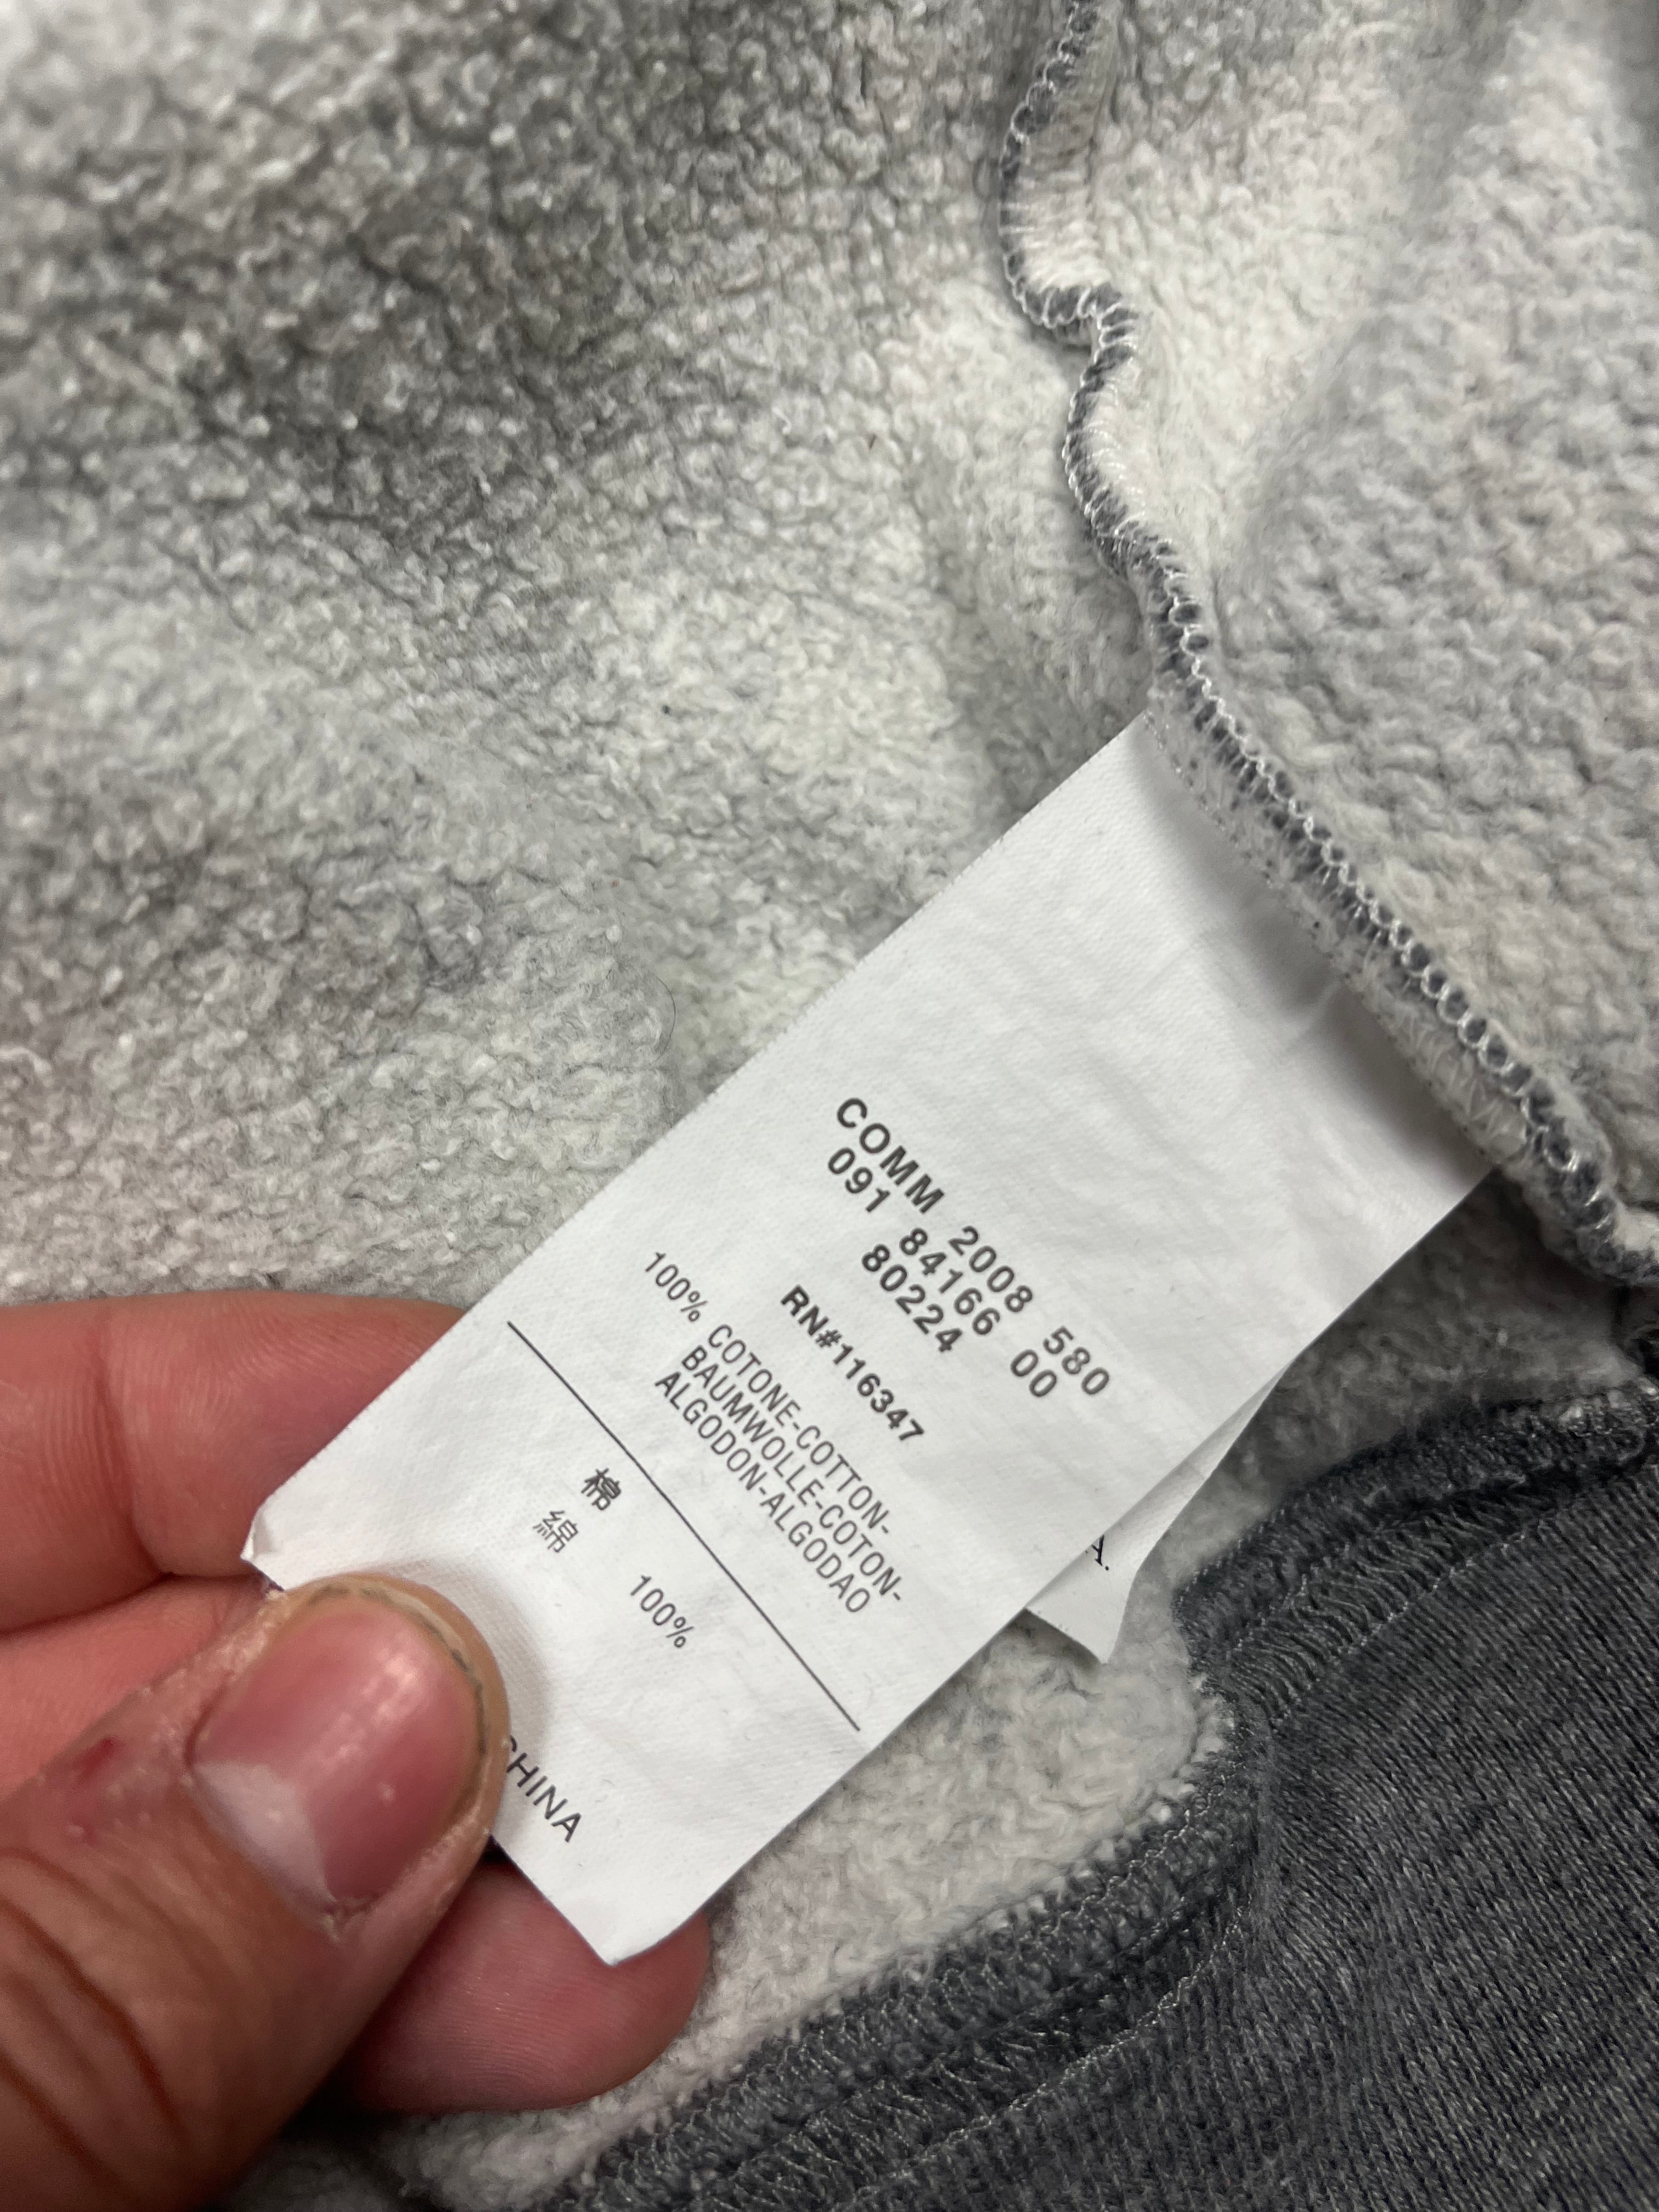 COMM 2008 580
091 84166 00
80224
RN#116347
100% COTONE-COTTON-
BAUMWOLLE-COTON-
ALGODON-ALGODAO
棉
綿 100%
CHINA
A.